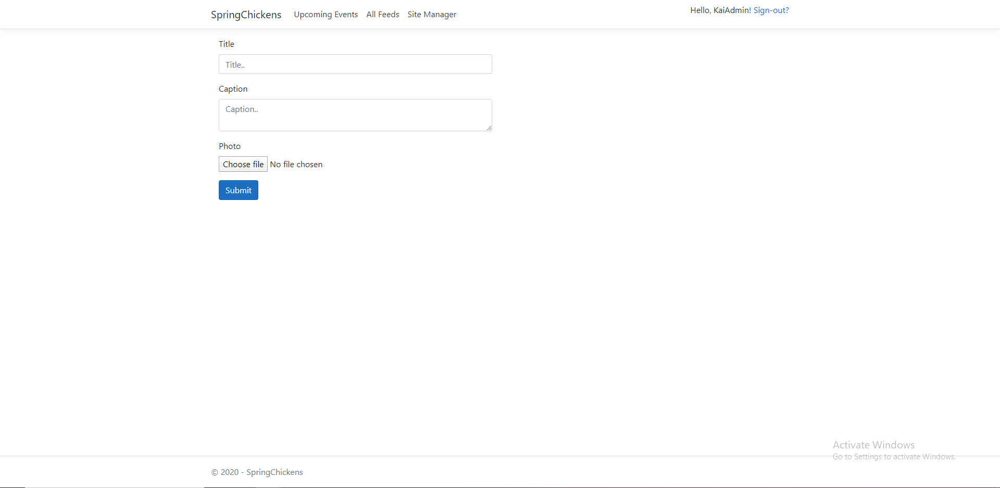 SpringChickens Upcoming Events All Feeds Site Manager Hello, KaiAdmin! Sign-out?
Title
Title..
Caption
Caption..
Photo
Choose file No file chosen
Submit
Activate Windows
Go to Settings to activate Windows.
© 2020 - SpringChickens